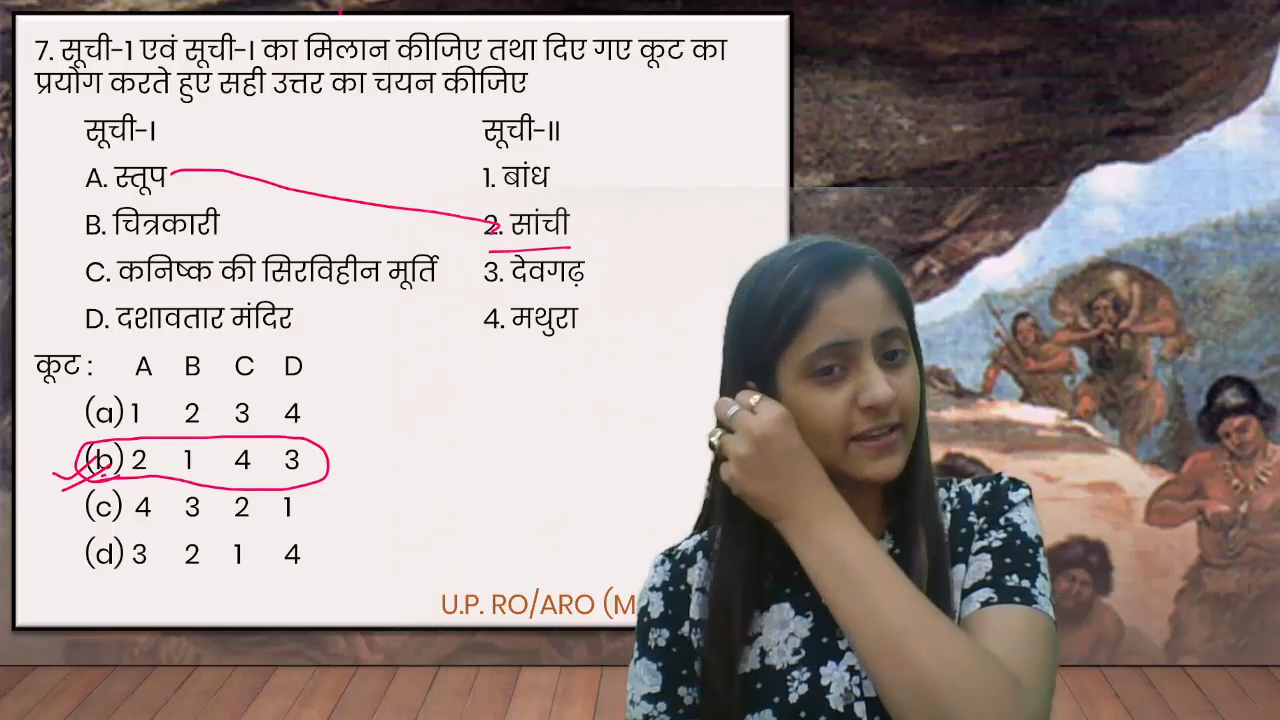 7. सूची-1 एवं सूची-I का मिलान कीजिए तथा दिए गए कूट का
प्रयोग करते हुए सही उत्तर का चयन कीजिए
सूची-I सूची-II
A. स्तूप 1. बांध
B. चित्रकारी 2. सांची
C. कनिष्क की सिरविहीन मूर्ति 3. देवगढ़
D. दशावतार मंदिर 4. मथुरा
कूट : A B C D
(a) 1 2 3 4
(b) 2 1 4 3
(c) 4 3 2 1
(d) 3 2 1 4
U.P. RO/ARO (M